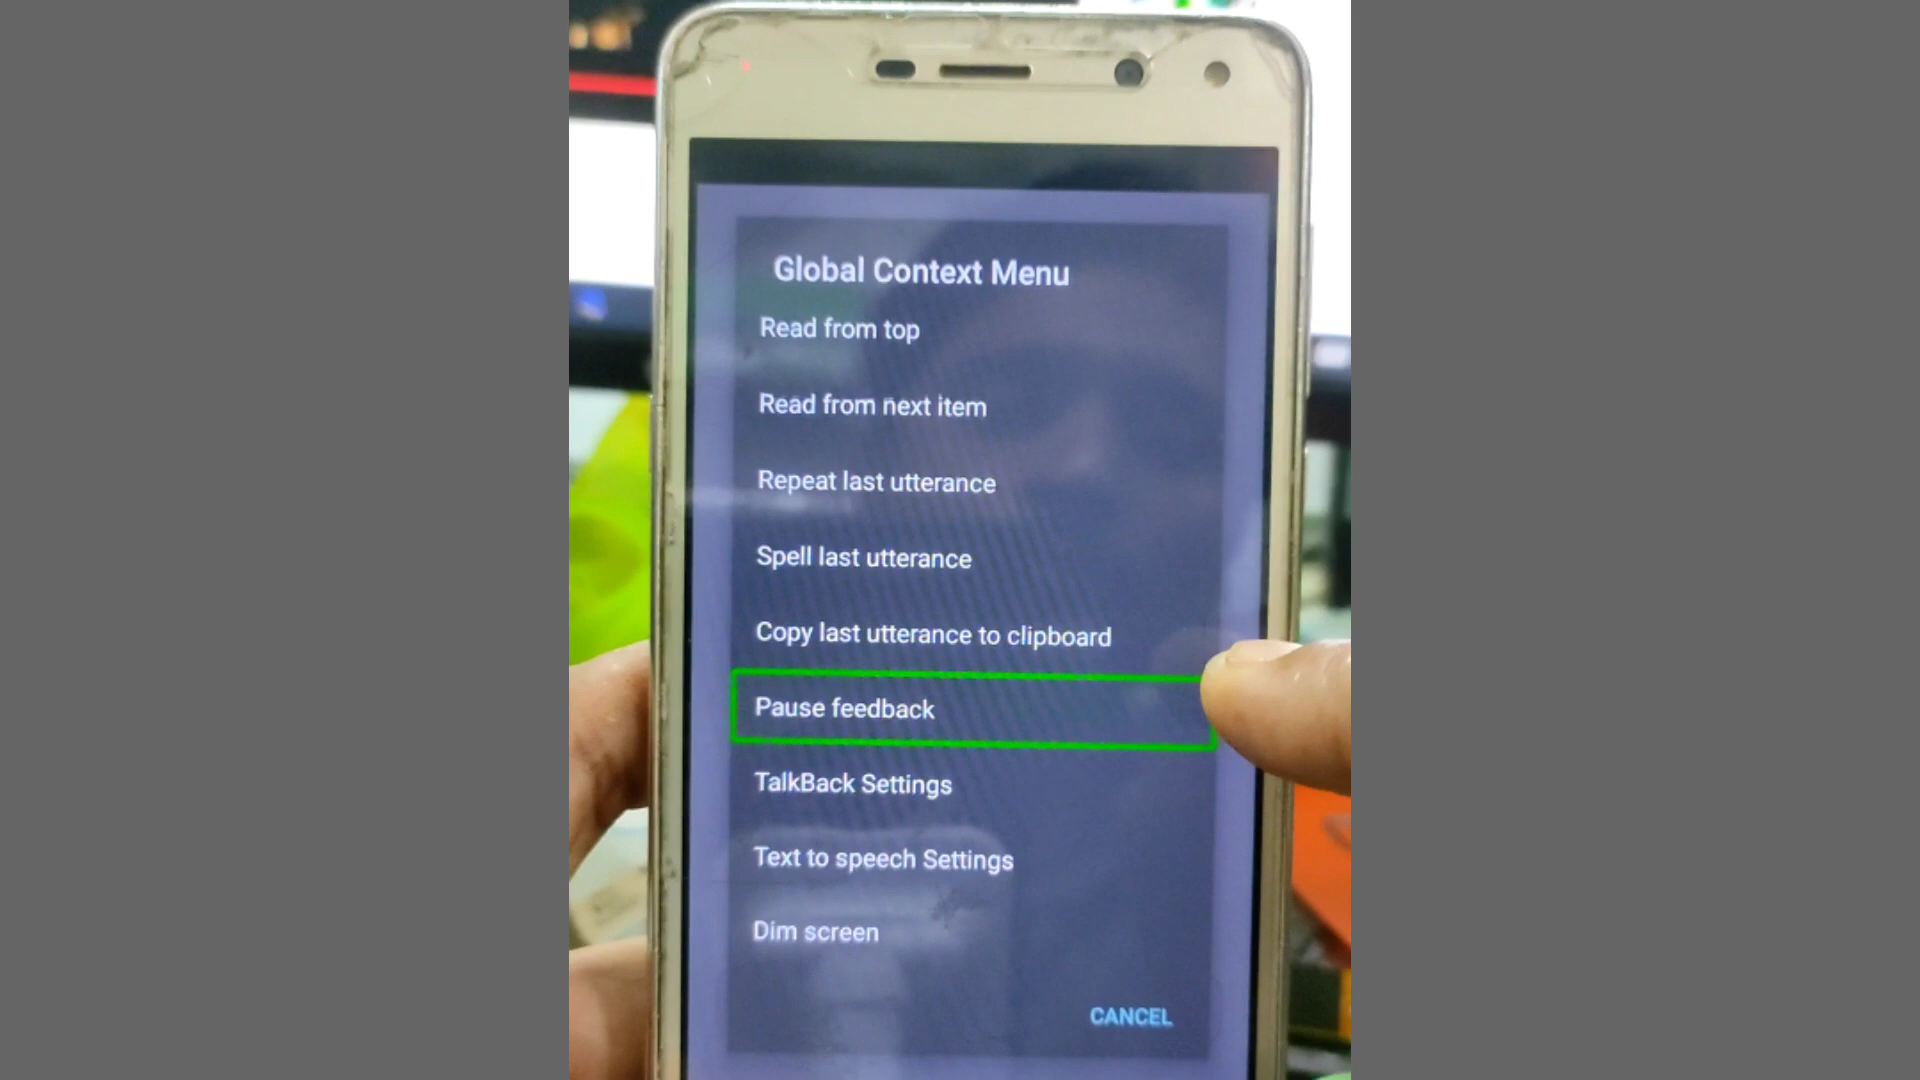 Global Context Menu
Read from top
Read from next item
Repeat last utterance
Spell last utterance
Copy last utterance to clipboard
Pause feedback
TalkBack Settings
Text to speech Settings
Dim screen
CANCEL